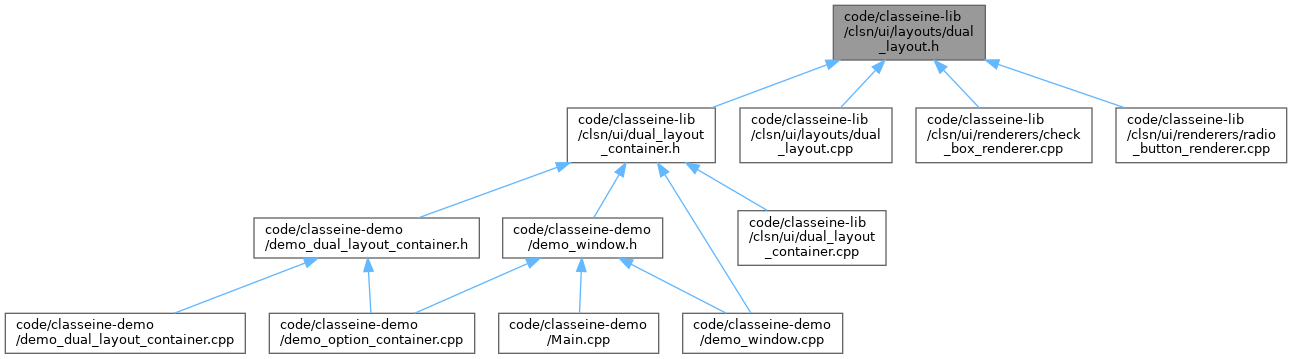 code/classeine-lib
/clsn/ui/layouts/dual
_layout.h
code/classeine-lib
/clsn/ui/dual_layout
_container.h
code/classeine-lib
/clsn/ui/layouts/dual
_layout.cpp
code/classeine-lib
/clsn/ui/renderers/check
_box_renderer.cpp
code/classeine-lib
/clsn/ui/renderers/radio
_button_renderer.cpp
code/classeine-demo
/demo_dual_layout_container.h
code/classeine-demo
/demo_window.h
code/classeine-lib
/clsn/ui/dual_layout
_container.cpp
code/classeine-demo
/demo_dual_layout_container.cpp
code/classeine-demo
/demo_option_container.cpp
code/classeine-demo
/Main.cpp
code/classeine-demo
/demo_window.cpp